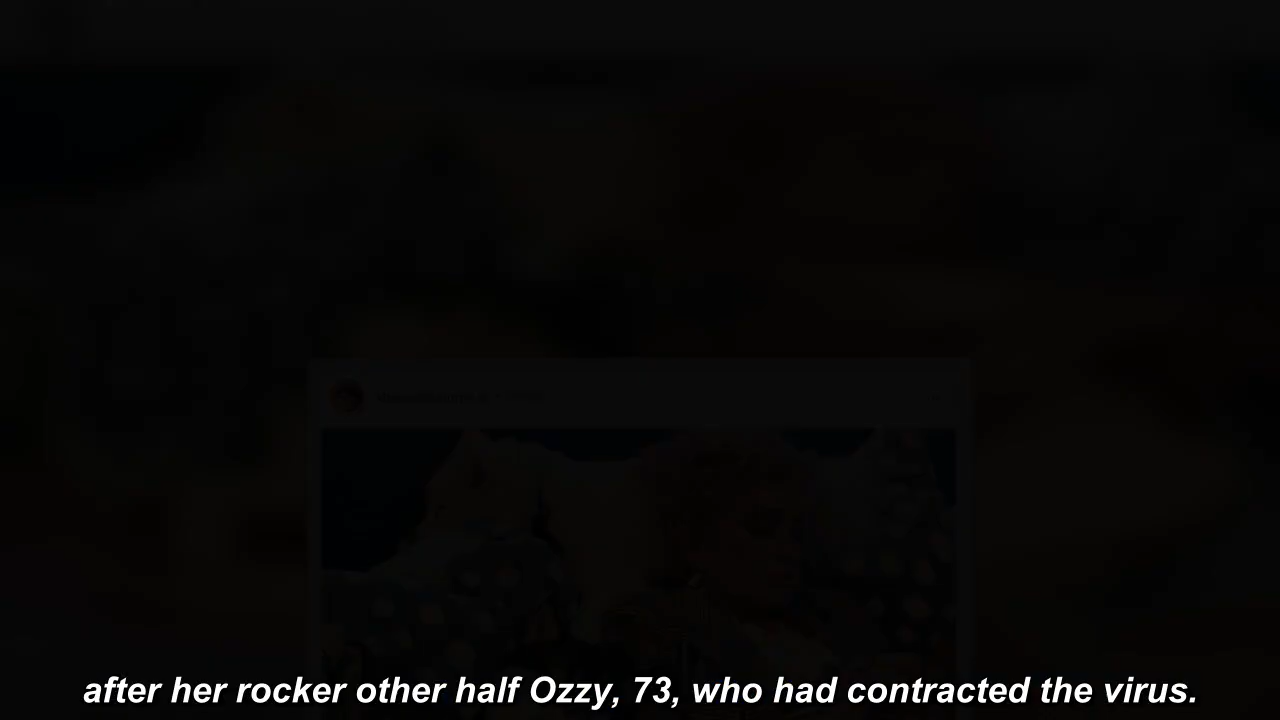 after her rocker other half Ozzy, 73, who had contracted the virus.